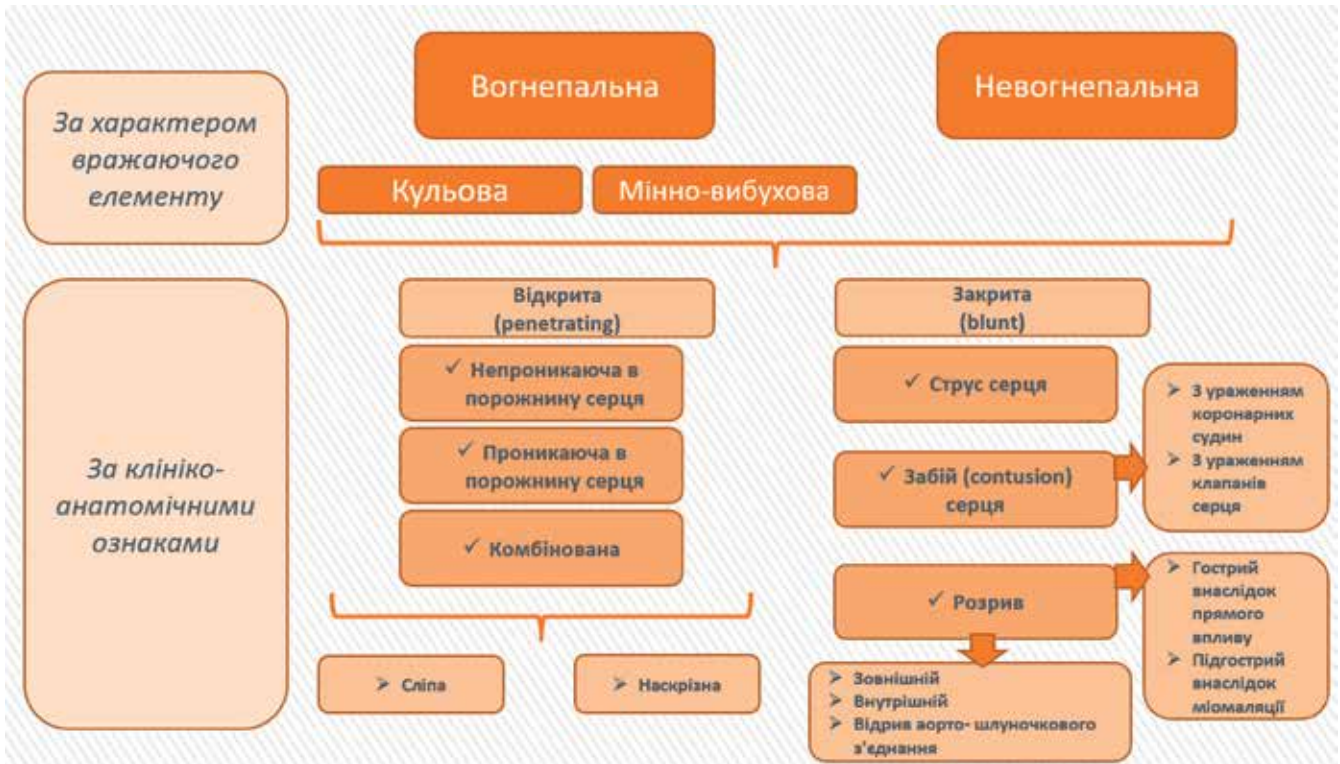 За характером
вражаючого
елементу
Вогнепальна
Невогнепальна
Кульова
Мінно-вибухова
За клініко-
анатомічними
ознаками
Відкрита
(penetrating)
✓ Непроникаюча в
порожнину серця
✓ Проникаюча в
порожнину серця
✓ Комбінована
➢ Сліпа
➢ Наскрізна
Закрита
(blunt)
✓ Струс серця
✓ Забій (contusion)
серця
➢ З ураженням
коронарних
судин
➢ З ураженням
клапанів
серця
✓ Розрив
➢ Гострий
внаслідок
прямого
впливу
➢ Підгострий
внаслідок
міомаляції
➢ Зовнішній
➢ Внутрішній
➢ Відрив аорто- шлуночкового
з'єднання